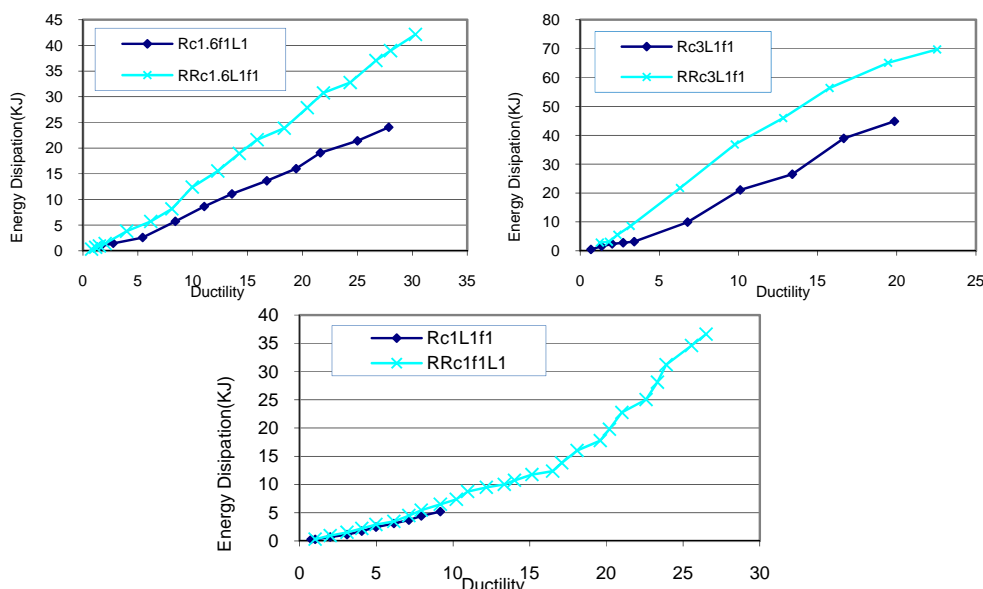 45
40
35
30
25
20
15
10
5
0
Energy Disipation(KJ)
Rc1.6f1L1
RRc1.6L1f1
0 5 10 15 20 25 30 35
Ductility
80
70
60
50
40
30
20
10
0
Energy Disipation(KJ)
Rc3L1f1
RRc3L1f1
0 5 10 15 20 25
Ductility
40
35
30
25
20
15
10
5
0
Energy Disipation(KJ)
Rc1L1f1
RRc1f1L1
0 5 10 15 20 25 30
Ductility